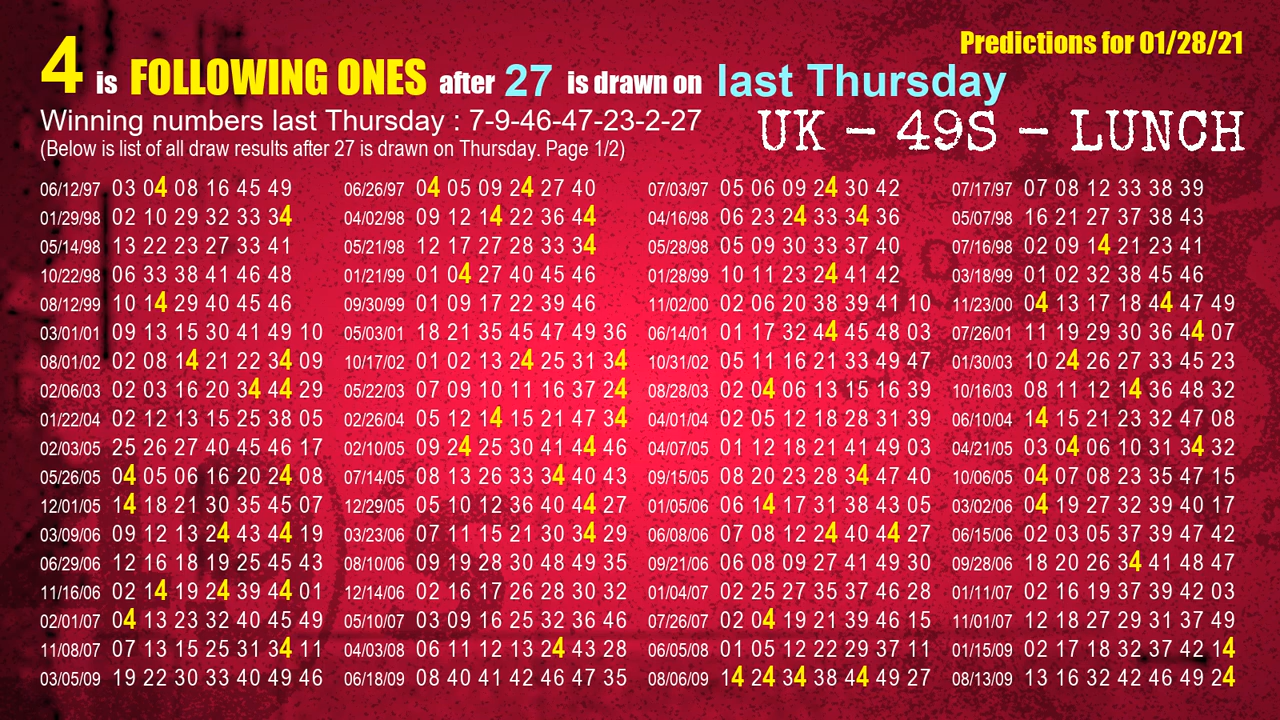 Predictions for 01/28/21
4 is FOLLOWING ONES after 27 is drawn on last Thursday
Winning numbers last Thursday : 7-9-46-47-23-2-27
UK - 49S - LUNCH
(Below is list of all draw results after 27 is drawn on Thursday. Page 1/2)
06/12/97 03 04 08 16 45 49 06/26/97 04 05 09 24 27 40 07/03/97 05 06 09 24 30 42 07/17/97 07 08 12 33 38 39
01/29/98 02 10 29 32 33 34 04/02/98 09 12 14 22 36 44 04/16/98 06 23 24 33 34 36 05/07/98 16 21 27 37 38 43
05/14/98 13 22 23 27 33 41 05/21/98 12 17 27 28 33 34 05/28/98 05 09 30 33 37 40 07/16/98 02 09 14 21 23 41
10/22/98 06 33 38 41 46 48 01/21/99 01 04 27 40 45 46 01/28/99 10 11 23 24 41 42 03/18/99 01 02 32 38 45 46
08/12/99 10 14 29 40 45 46 09/30/99 01 09 17 22 39 46 11/02/00 02 06 20 38 39 41 10 11/23/00 04 13 17 18 44 47 49
03/01/01 09 13 15 30 41 49 10 05/03/01 18 21 35 45 47 49 36 06/14/01 01 17 32 44 45 48 03 07/26/01 11 19 29 30 36 44 07
08/01/02 02 08 14 21 22 34 09 10/17/02 01 02 13 24 25 31 34 10/31/02 05 11 16 21 33 49 47 01/30/03 10 24 26 27 33 45 23
02/06/03 02 03 16 20 34 44 29 05/22/03 07 09 10 11 16 37 24 08/28/03 02 04 06 13 15 16 39 10/16/03 08 11 12 14 36 48 32
01/22/04 02 12 13 15 25 38 05 02/26/04 05 12 14 15 21 47 34 04/01/04 02 05 12 18 28 31 39 06/10/04 14 15 21 23 32 47 08
02/03/05 25 26 27 40 45 46 17 02/10/05 09 24 25 30 41 44 46 04/07/05 01 12 18 21 41 49 03 04/21/05 03 04 06 10 31 34 32
05/26/05 04 05 06 16 20 24 08 07/14/05 08 13 26 33 34 40 43 09/15/05 08 20 23 28 34 47 40 10/06/05 04 07 08 23 35 47 15
12/01/05 14 18 21 30 35 45 07 12/29/05 05 10 12 36 40 44 27 01/05/06 06 14 17 31 38 43 05 03/02/06 04 19 27 32 39 40 17
03/09/06 09 12 13 24 43 44 19 03/23/06 07 11 15 21 30 34 29 06/08/06 07 08 12 24 40 44 27 06/15/06 02 03 05 37 39 47 42
06/29/06 12 16 18 19 25 45 43 08/10/06 09 19 28 30 48 49 35 09/21/06 06 08 09 27 41 49 30 09/28/06 18 20 26 34 41 48 47
11/16/06 02 14 19 24 39 44 01 12/14/06 02 16 17 26 28 30 32 01/04/07 02 25 27 35 37 46 28 01/11/07 02 16 19 37 39 42 03
02/01/07 04 13 23 32 40 45 49 05/10/07 03 09 16 25 32 36 46 07/26/07 02 04 19 21 39 46 15 11/01/07 12 18 27 29 31 37 49
11/08/07 07 13 15 25 31 34 11 04/03/08 06 11 12 13 24 43 28 06/05/08 01 05 12 22 29 37 11 01/15/09 02 17 18 32 37 42 14
03/05/09 19 22 30 33 40 49 46 06/18/09 08 40 41 42 46 47 35 08/06/09 14 24 34 38 44 49 27 08/13/09 13 16 32 42 46 49 24